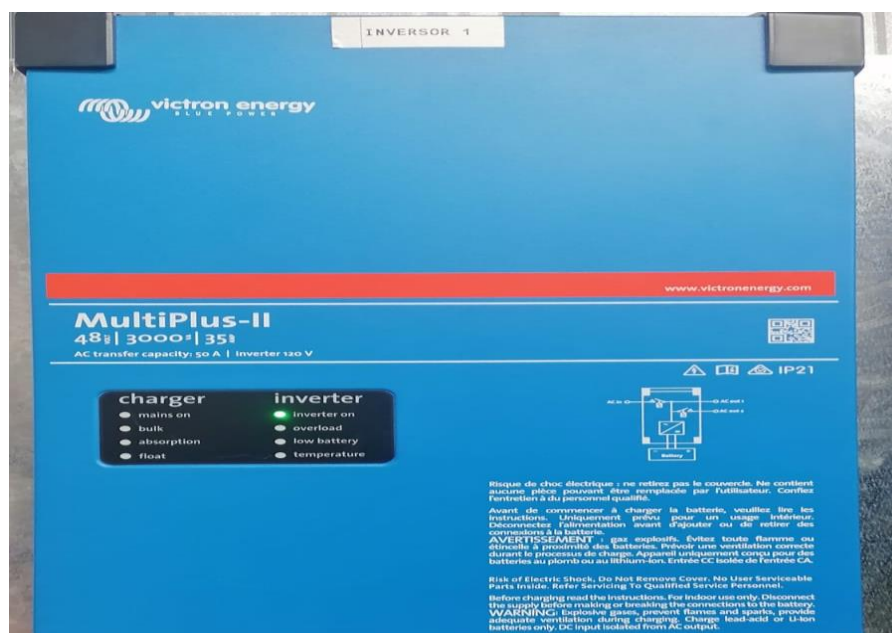 INVERSOR 1
victron energy
BLUE POWER
www.victronenergy.com
MultiPlus-II
48 | 3000 | 35
AC transfer capacity: 50 A | Inverter 120 V
IP21
charger inverter
mains on inverter on
bulk overload
absorption low battery
float temperature
AC in
AC out 1
AC out 2
Battery
Risque de choc électrique : ne retirez pas le couvercle. Ne contient
aucune pièce pouvant être remplacée par l'utilisateur. Confiez
l'entretien à du personnel qualifié.
Avant de commencer à charger la batterie, veuillez lire les
instructions. Uniquement prévu pour un usage intérieur.
Déconnectez l'alimentation avant d'ajouter ou de retirer des
connexions à la batterie.
AVERTISSEMENT : gaz explosifs. Évitez toute flamme ou
étincelle à proximité des batteries. Prévoir une ventilation correcte
durant le processus de charge. Appareil uniquement conçu pour des
batteries au plomb ou au lithium-ion. Entrée CC isolée de l'entrée CA.
Risk of Electric Shock, Do Not Remove Cover. No User Serviceable
Parts Inside. Refer Servicing To Qualified Service Personnel.
Before charging read the instructions. For indoor use only. Disconnect
the supply before making or breaking the connections to the battery.
WARNING: Explosive gases, prevent flames and sparks, provide
adequate ventilation during charging. Charge lead-acid or Li-Ion
batteries only. DC input isolated from AC output.